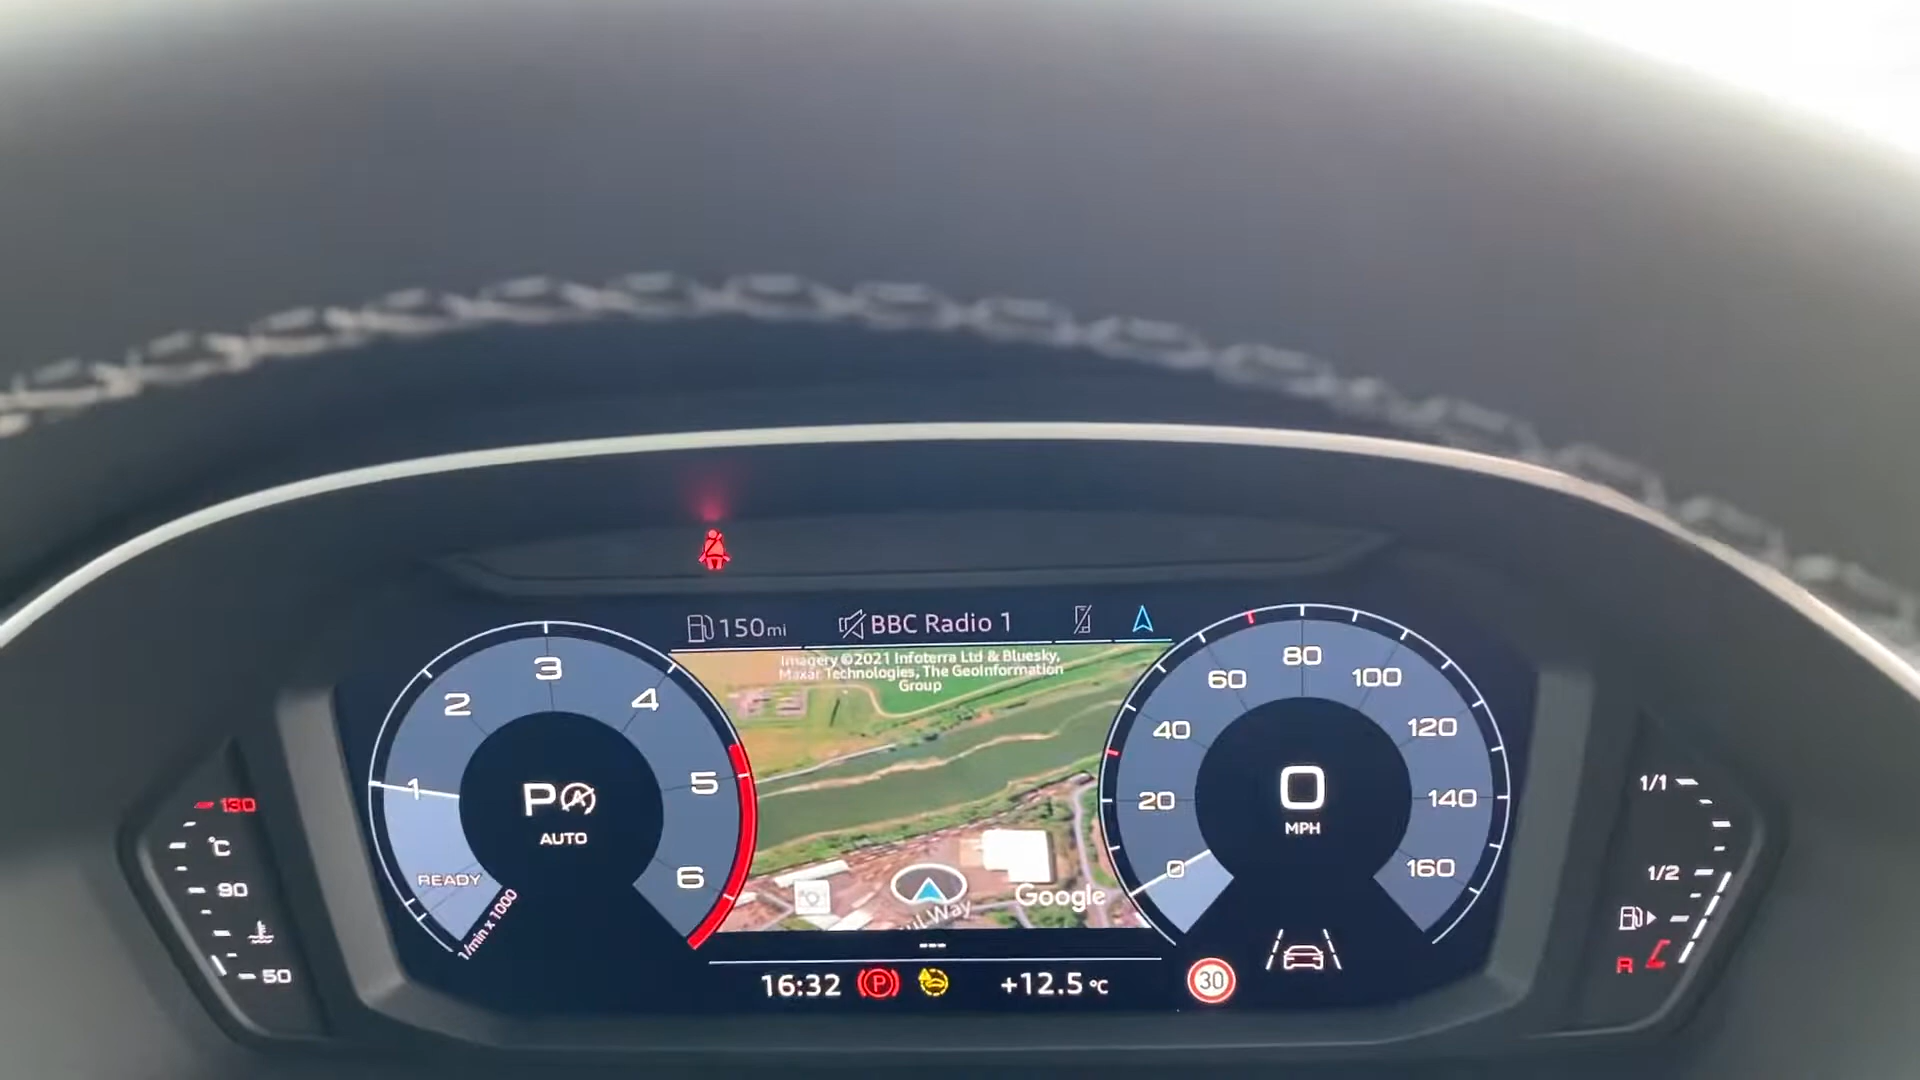 150mi
BBC Radio 1
Imagery ©2021 Infoterra Ltd & Bluesky,
Maxar Technologies, The GeoInformation
Group
1
2
3
4
5
6
P
AUTO
READY
1/min x 1000
Way
Google
---
0
20
40
60
80
100
120
140
160
0
MPH
130
°C
90
50
1/1
1/2
R
16:32
P
+12.5 °C
30